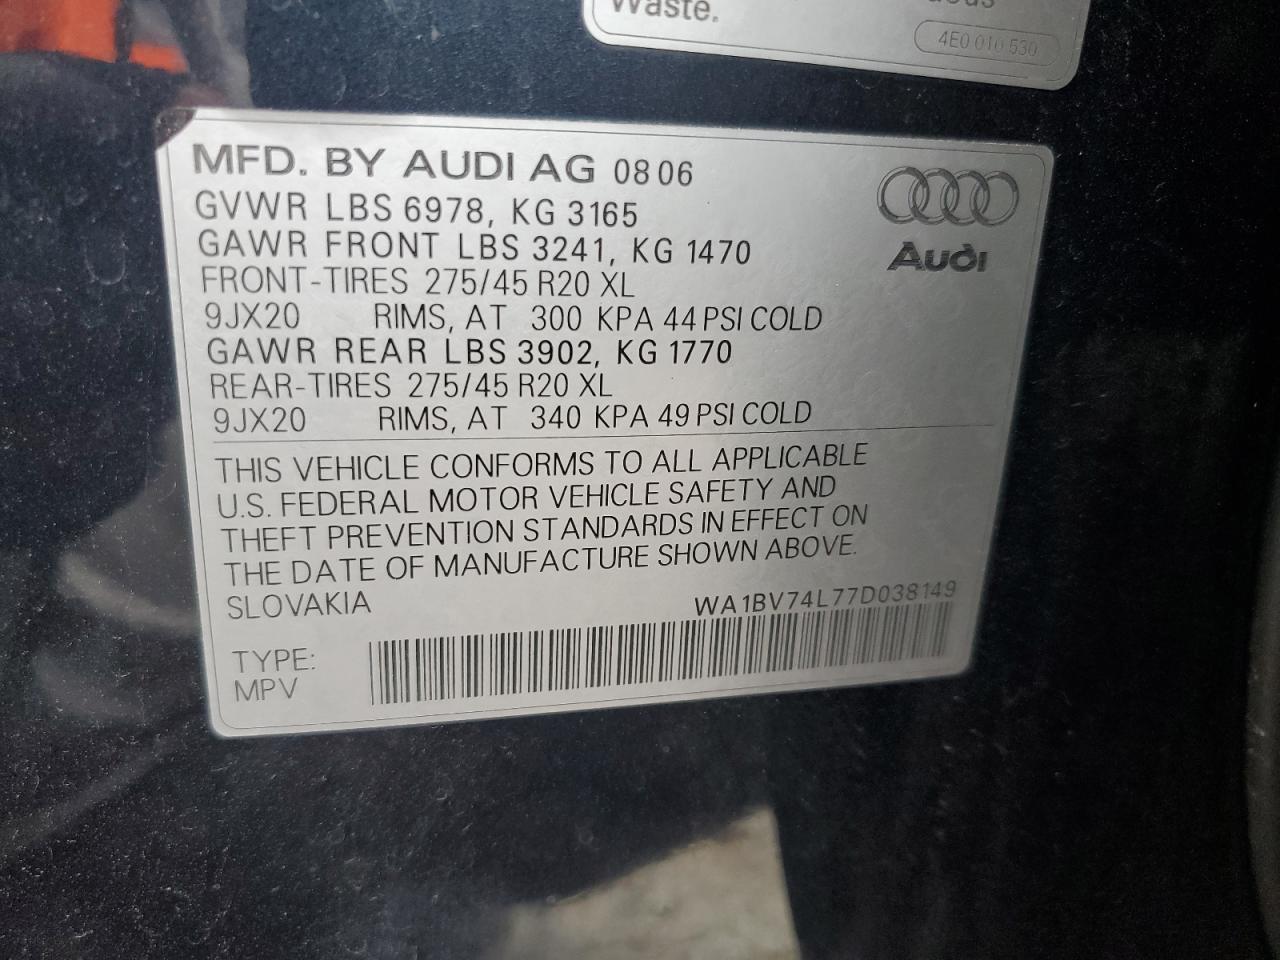 Waste.
4E0 010 530
MFD. BY AUDI AG 08 06
GVWR LBS 6978, KG 3165
GAWR FRONT LBS 3241, KG 1470
FRONT-TIRES 275/45 R20 XL
9JX20 RIMS, AT 300 KPA 44 PSI COLD
GAWR REAR LBS 3902, KG 1770
REAR-TIRES 275/45 R20 XL
9JX20 RIMS, AT 340 KPA 49 PSI COLD
Audi
THIS VEHICLE CONFORMS TO ALL APPLICABLE
U.S. FEDERAL MOTOR VEHICLE SAFETY AND
THEFT PREVENTION STANDARDS IN EFFECT ON
THE DATE OF MANUFACTURE SHOWN ABOVE.
SLOVAKIA WA1BV74L77D038149
TYPE:
MPV